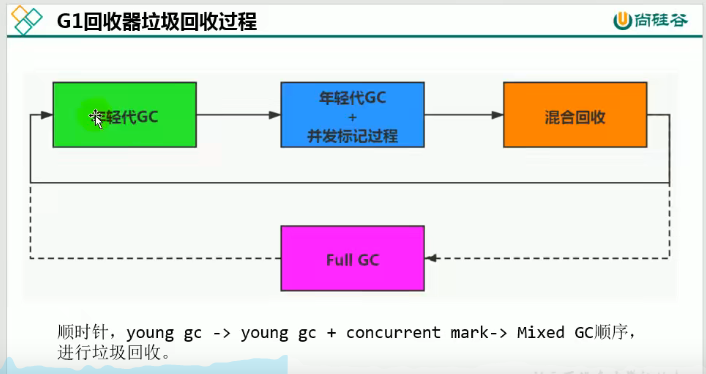 G1回收器垃圾回收过程
尚硅谷
年轻代GC
年轻代GC
+
并发标记过程
混合回收
Full GC
顺时针，young gc -> young gc + concurrent mark-> Mixed GC顺序，
进行垃圾回收。